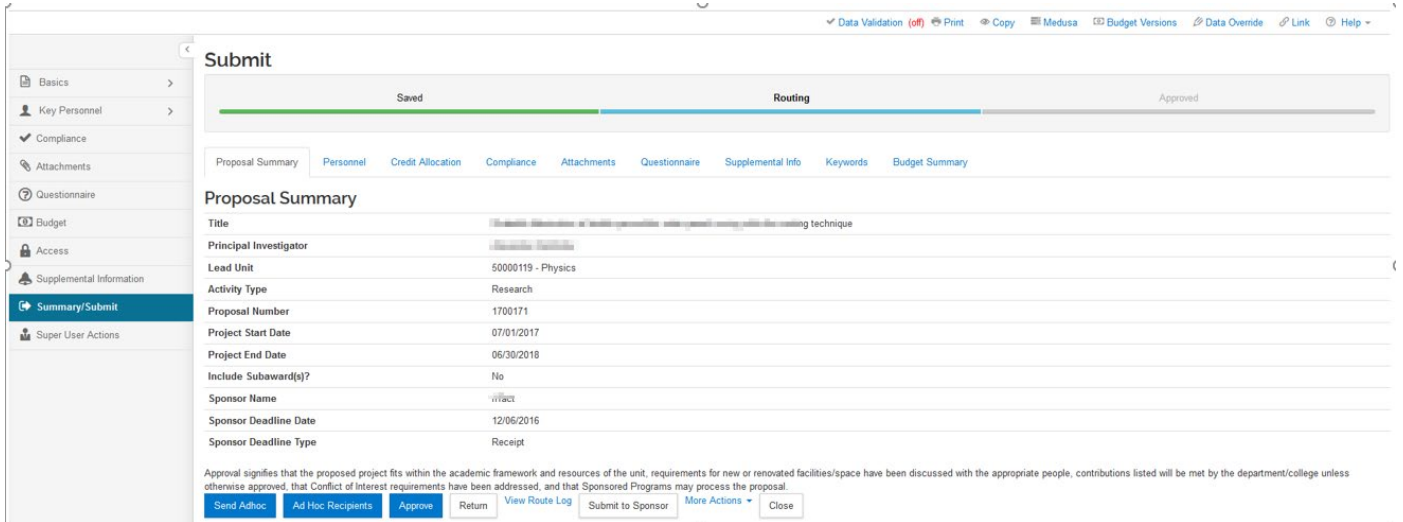 Data Validation (off) Print Copy Medusa Budget Versions Data Override Link Help
Submit
Basics
Key Personnel
Compliance
Attachments
Questionnaire
Budget
Access
Supplemental Information
Summary/Submit
Super User Actions
Saved Routing Approved
Proposal Summary Personnel Credit Allocation Compliance Attachments Questionnaire Supplemental Info Keywords Budget Summary
Proposal Summary
Title technique
Principal Investigator
Lead Unit 50000119 - Physics
Activity Type Research
Proposal Number 1700171
Project Start Date 07/01/2017
Project End Date 06/30/2018
Include Subaward(s)? No
Sponsor Name
Sponsor Deadline Date 12/06/2016
Sponsor Deadline Type Receipt
Approval signifies that the proposed project fits within the academic framework and resources of the unit, requirements for new or renovated facilities/space have been discussed with the appropriate people, contributions listed will be met by the department/college unless
otherwise approved, that Conflict of Interest requirements have been addressed, and that Sponsored Programs may process the proposal.
Send Adhoc Ad Hoc Recipients Approve Return View Route Log Submit to Sponsor More Actions Close